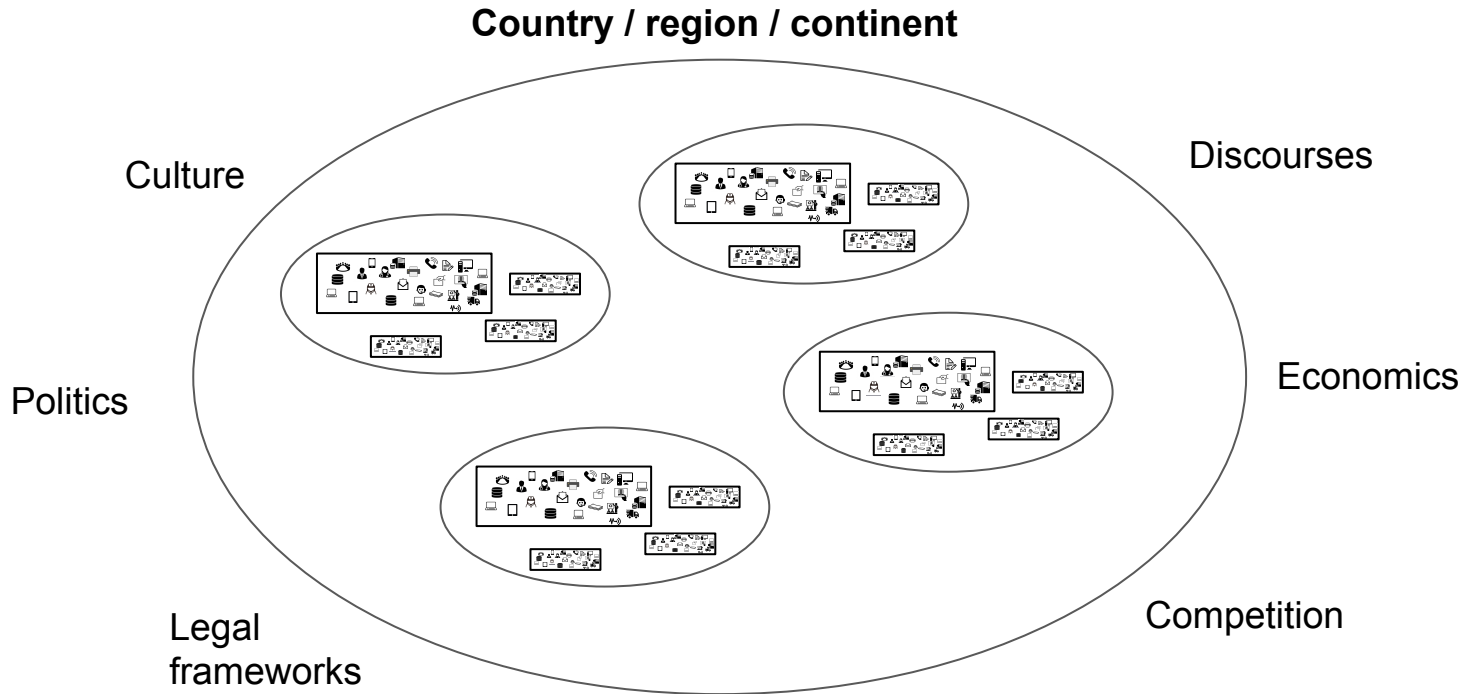 Country / region / continent
Culture
Discourses
Politics
Economics
Legal
frameworks
Competition